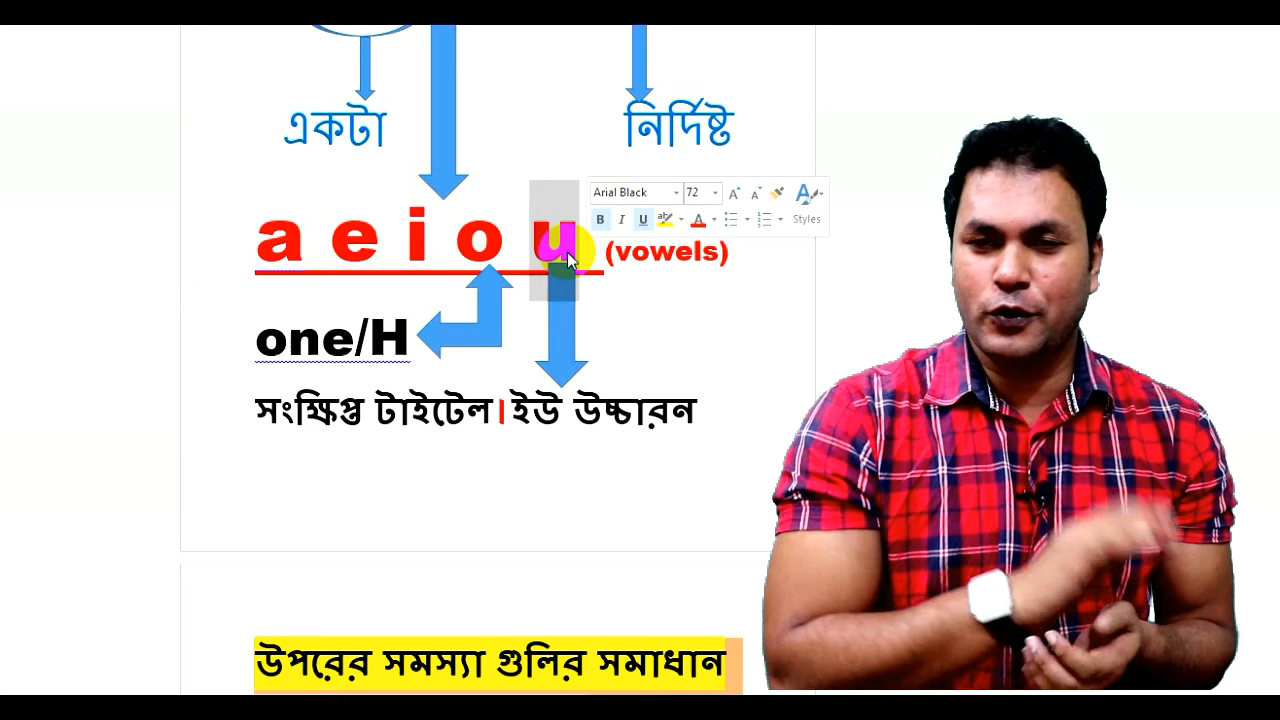 একটা নির্দিষ্ট
Arial Black 72
B I U Styles
a e i o u (vowels)
one/H
সংক্ষিপ্ত টাইটেল।ইউ উচ্চারন
উপরের সমস্যা গুলির সমাধান